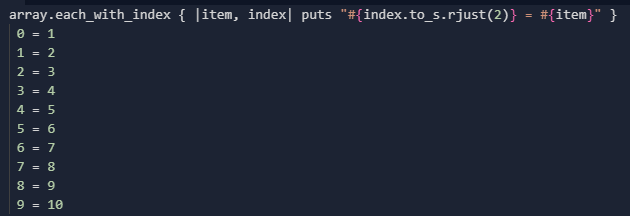 array.each_with_index { |item, index| puts "#{index.to_s.rjust(2)} = #{item}" }
 0 = 1
 1 = 2
 2 = 3
 3 = 4
 4 = 5
 5 = 6
 6 = 7
 7 = 8
 8 = 9
 9 = 10